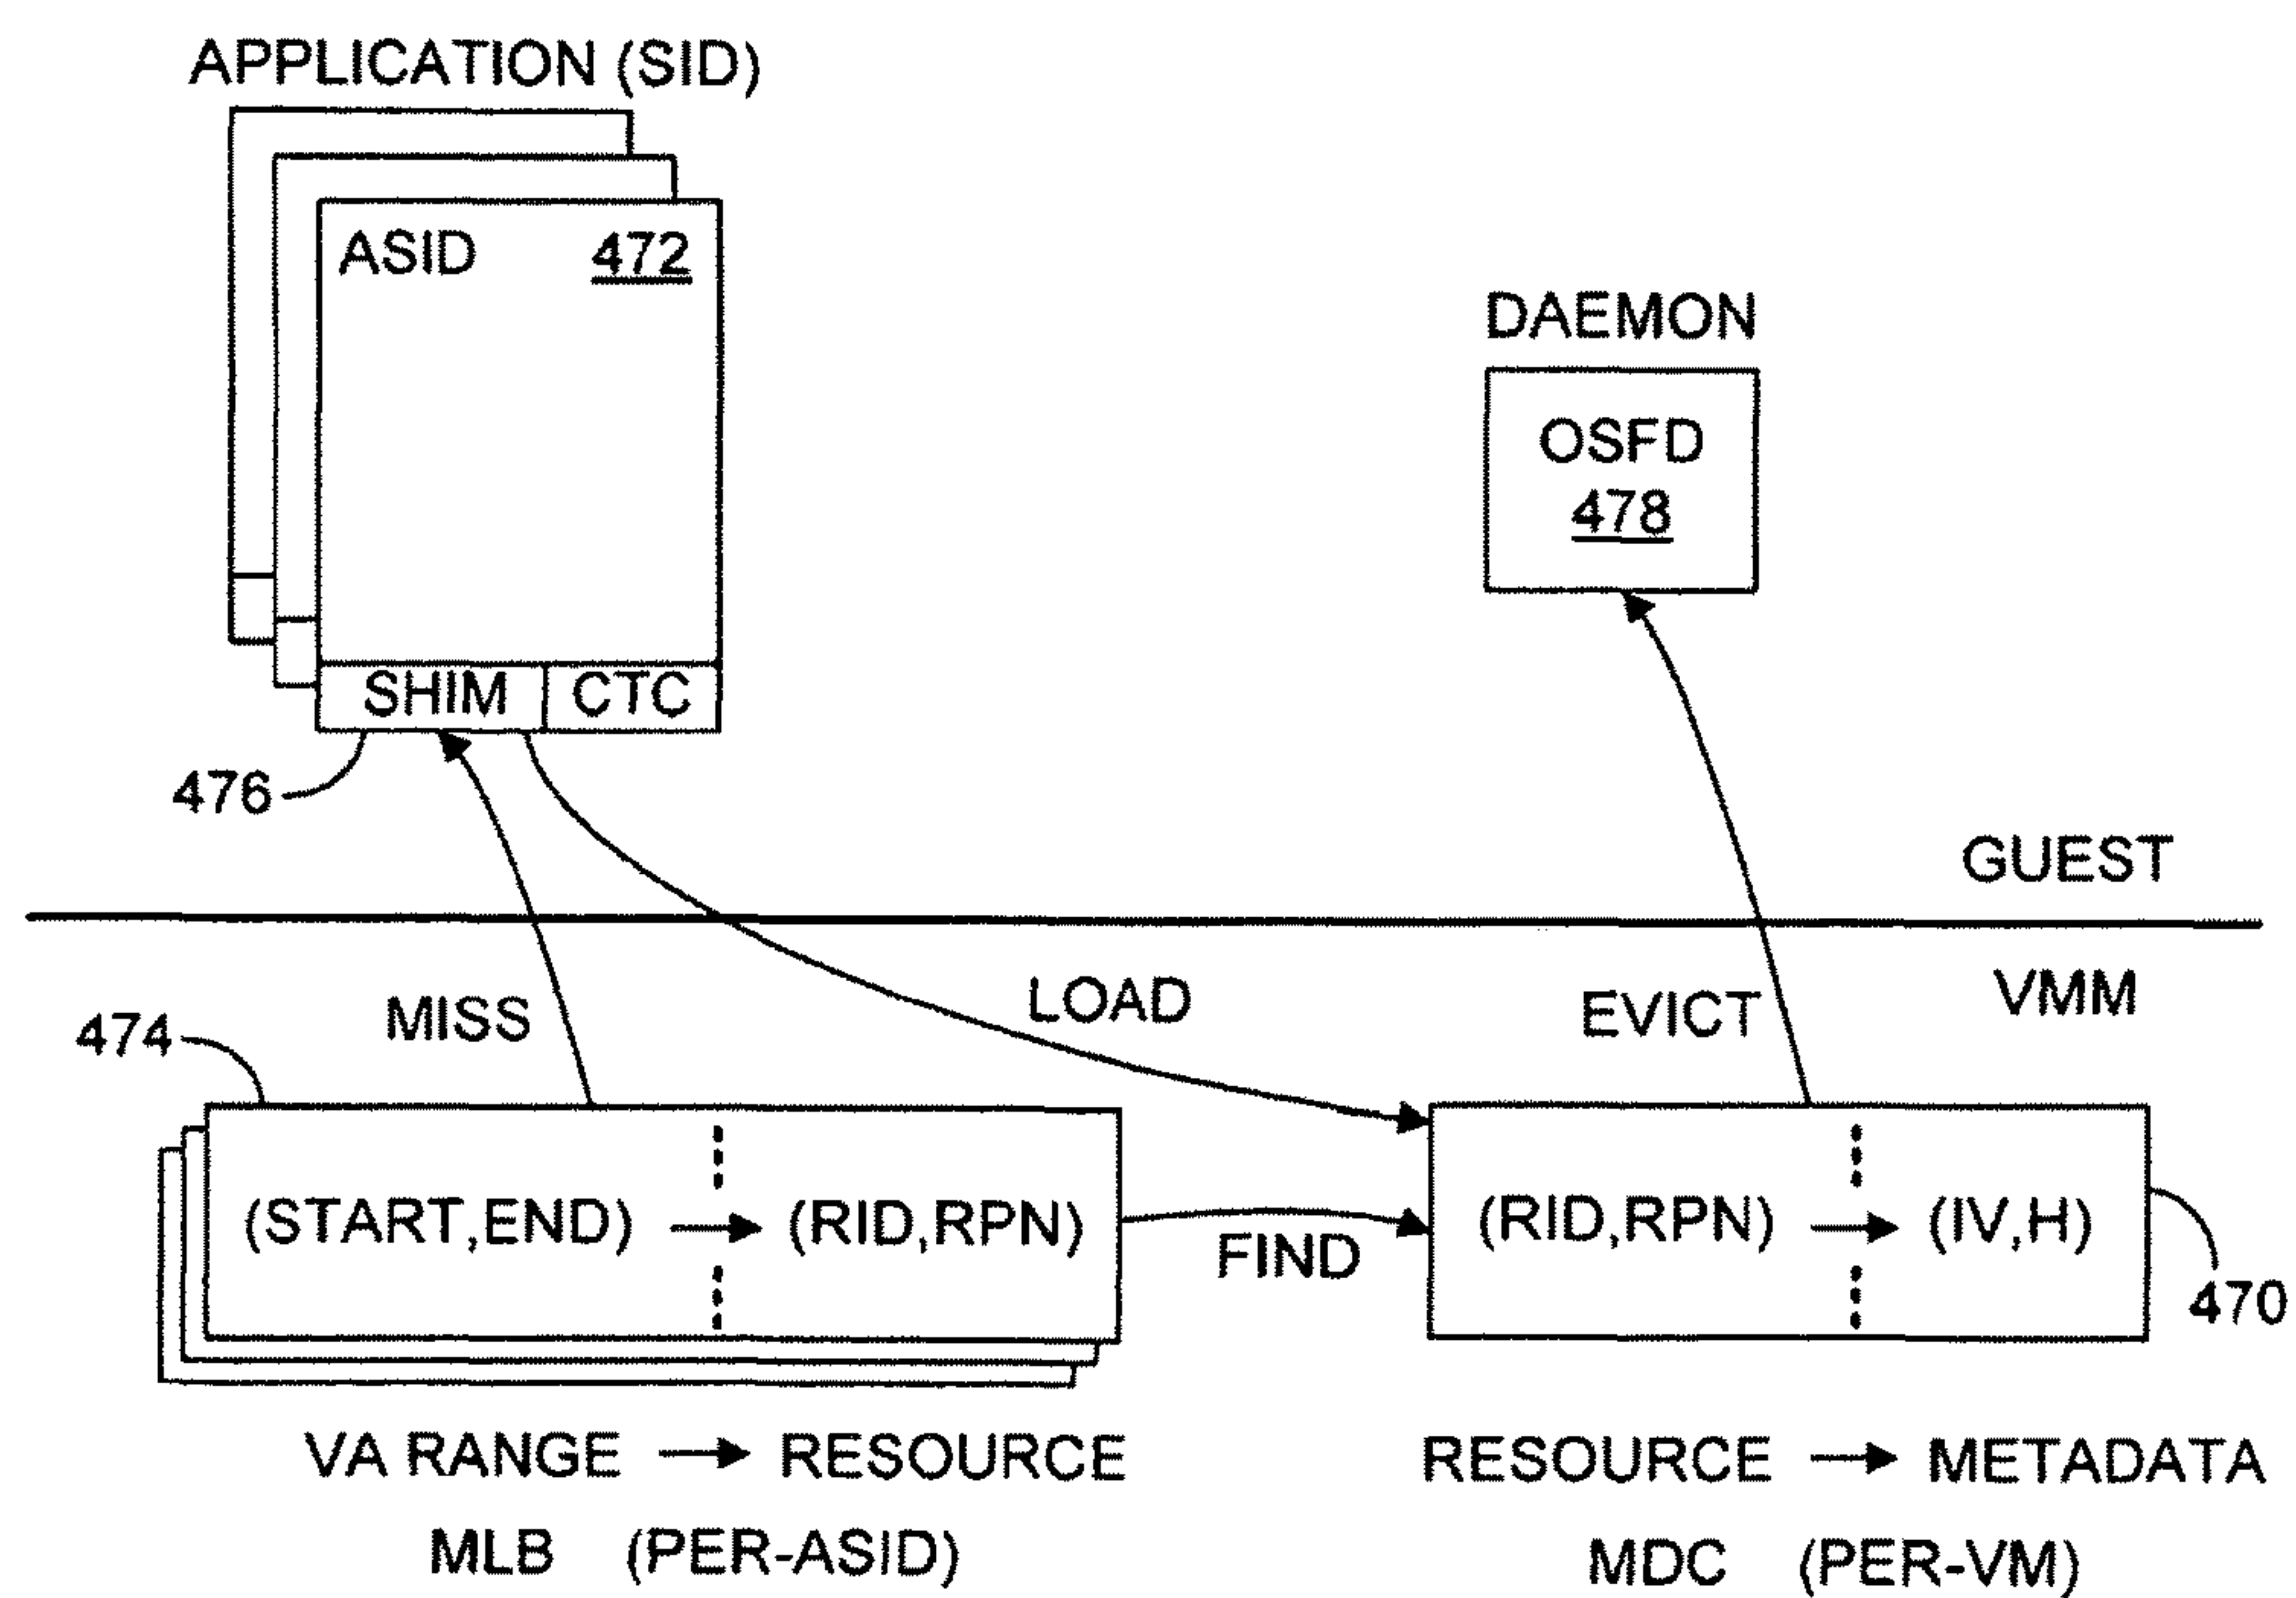 APPLICATION (SID)
ASID 472
DAEMON
OSFD
478
SHIM CTC
476
GUEST
VMM
MISS
LOAD
EVICT
474
(START,END) → (RID,RPN)
FIND
(RID,RPN) → (IV,H)
470
VA RANGE → RESOURCE
MLB (PER-ASID)
RESOURCE → METADATA
MDC (PER-VM)